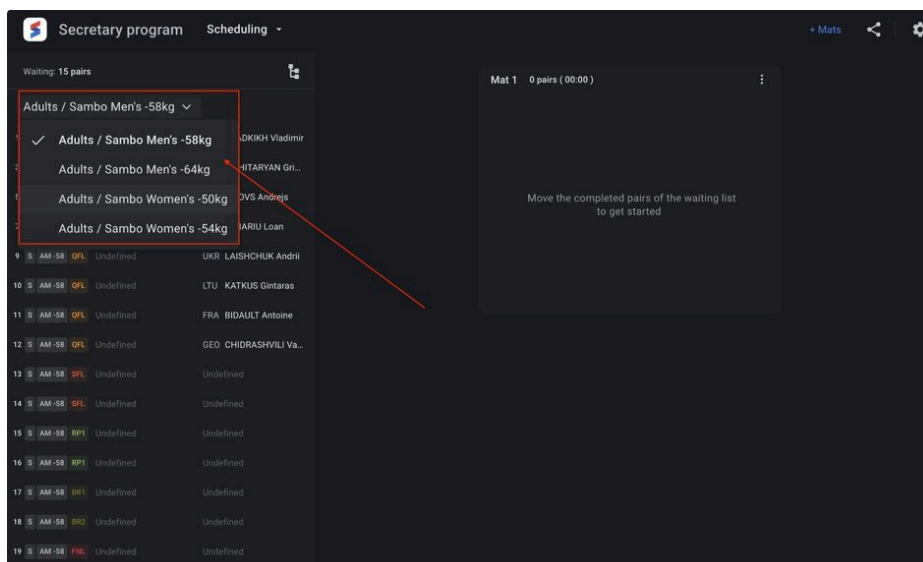 Secretary program Scheduling + Mats
Waiting: 15 pairs
Mat 1 0 pairs ( 00:00 )
Adults / Sambo Men's -58kg
Adults / Sambo Men's -58kg DKIKH Vladimir
Adults / Sambo Men's -64kg HITARYAN Gri...
Adults / Sambo Women's -50kg OVS Andrejs
Move the completed pairs of the waiting list
to get started
Adults / Sambo Women's -54kg ARIU Loan
9 S AM -58 QFL Undefined UKR LAISHCHUK Andrii
10 S AM -58 QFL Undefined LTU KATKUS Gintaras
11 S AM -58 QFL Undefined FRA BIDAULT Antoine
12 S AM -58 QFL Undefined GEO CHIDRASHVILI Va...
13 S AM -58 SFL Undefined Undefined
14 S AM -58 SFL Undefined Undefined
15 S AM -58 RP1 Undefined Undefined
16 S AM -58 RP1 Undefined Undefined
17 S AM -58 BR1 Undefined Undefined
18 S AM -58 BR2 Undefined Undefined
19 S AM -58 FNL Undefined Undefined